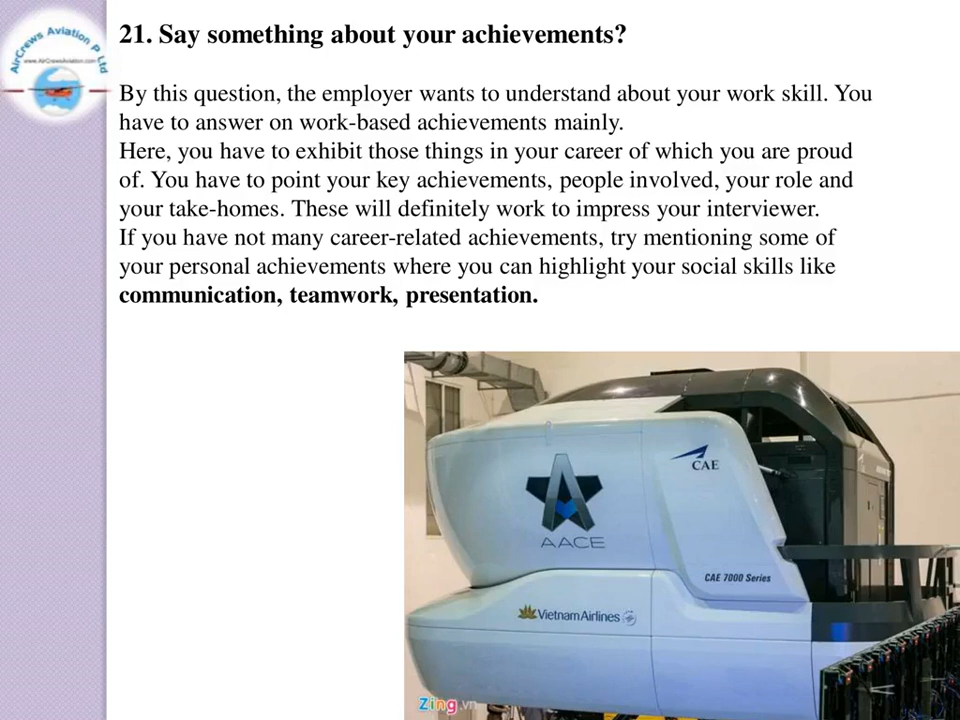 AirCrews Aviation P Ltd
www.AirCrewsAviation.com
21. Say something about your achievements?
By this question, the employer wants to understand about your work skill. You
have to answer on work-based achievements mainly.
Here, you have to exhibit those things in your career of which you are proud
of. You have to point your key achievements, people involved, your role and
your take-homes. These will definitely work to impress your interviewer.
If you have not many career-related achievements, try mentioning some of
your personal achievements where you can highlight your social skills like
communication, teamwork, presentation.
CAE
AACE
CAE 7000 Series
Vietnam Airlines
Zing.vn